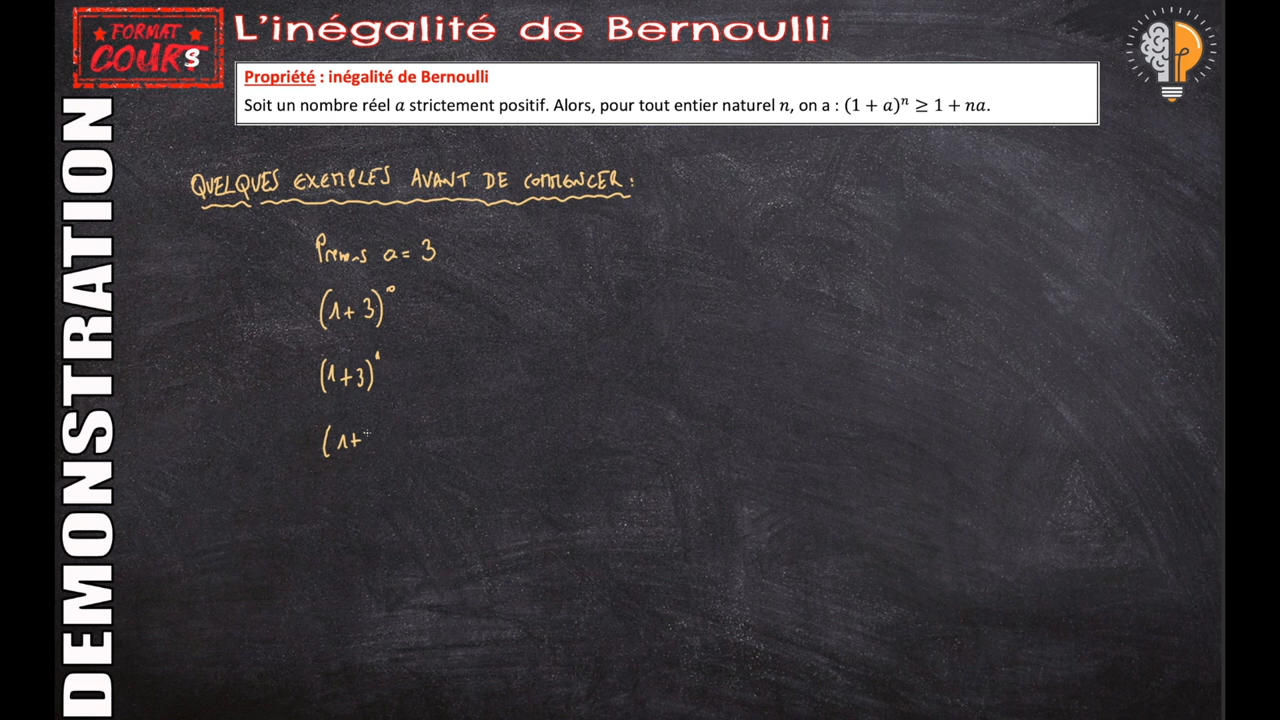 FORMAT
COURS
L'inégalité de Bernoulli
Propriété : inégalité de Bernoulli
Soit un nombre réel a strictement positif. Alors, pour tout entier naturel n, on a : (1 + a)ⁿ ≥ 1 + na.
DEMONSTRATION
QUELQUES EXEMPLES AVANT DE COMMENCER :
Prenons a = 3
(1+3)⁰
(1+3)¹
(1+